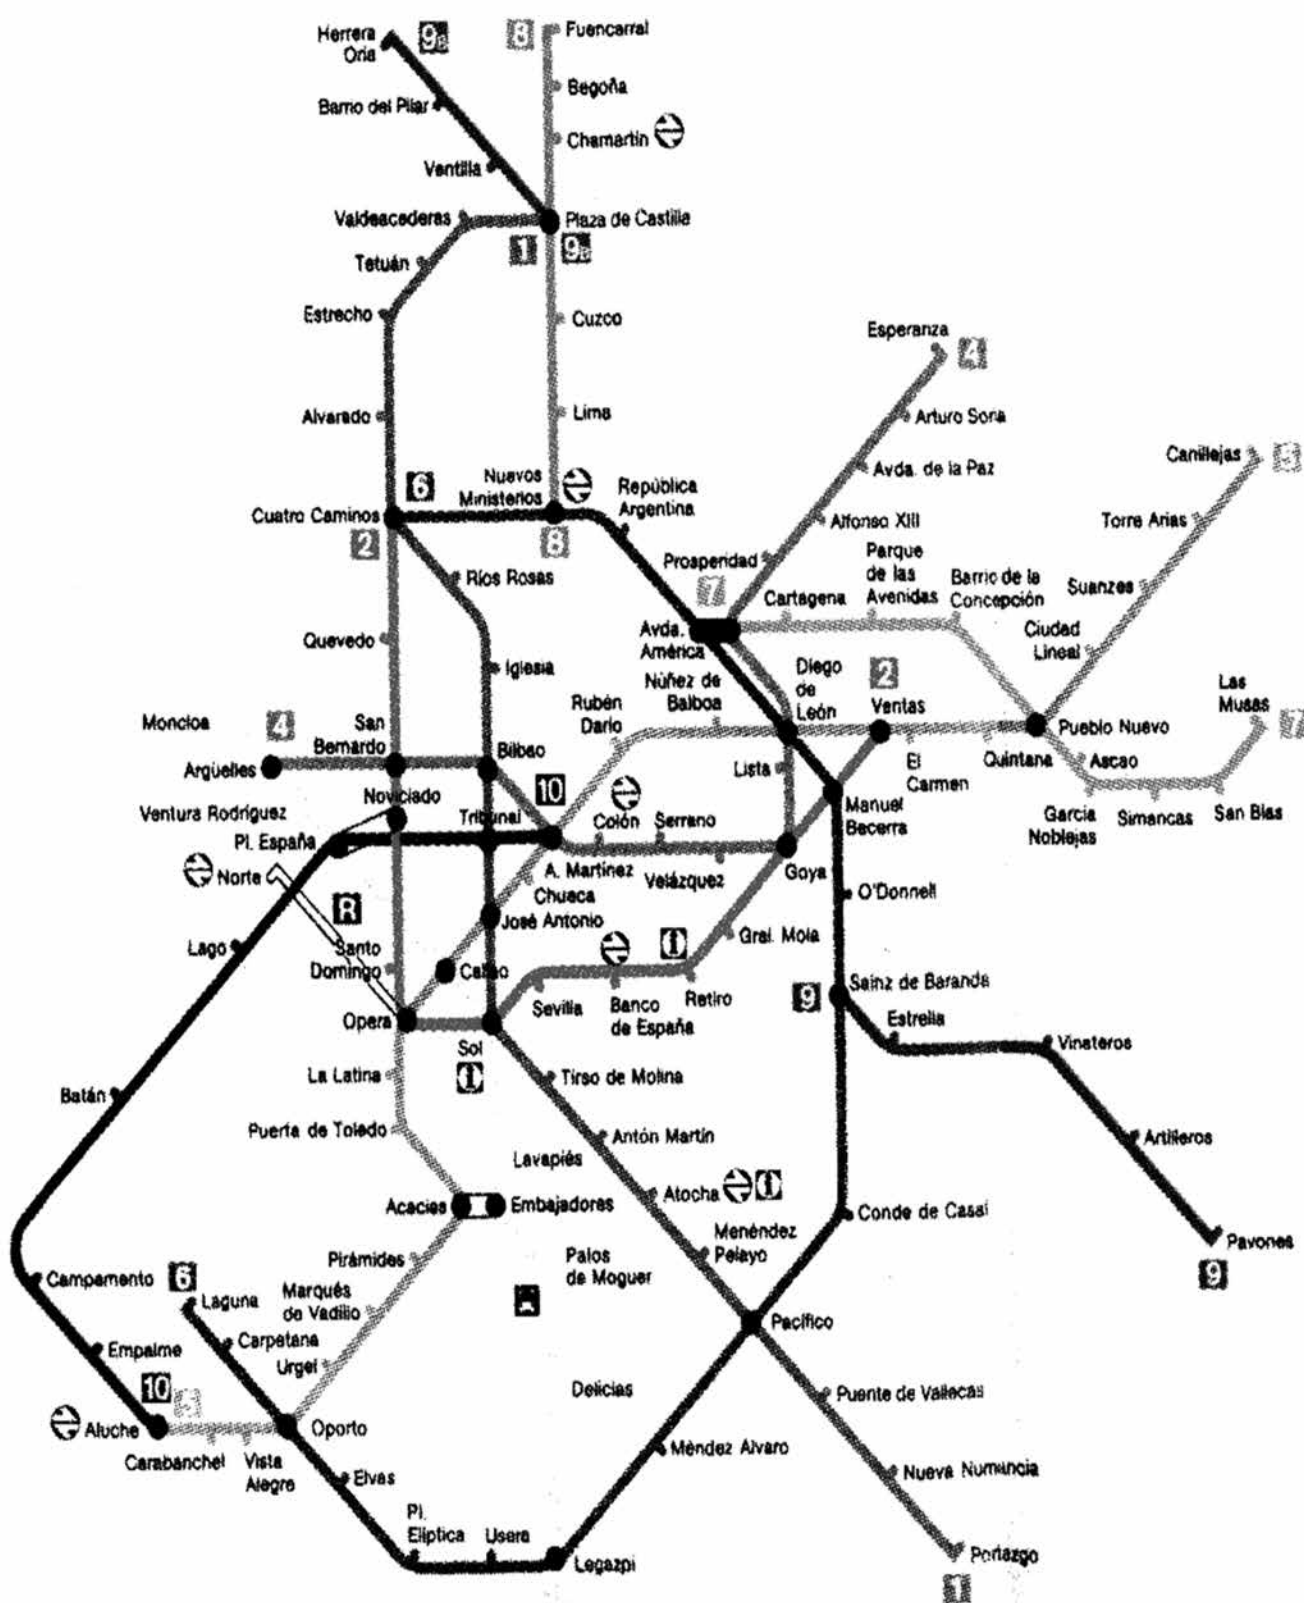 Herrera
Oria
9B
8
Fuencarral
Begoña
Barrio del Pilar
Chamartín
Ventilla
Valdeacederas
Plaza de Castilla
1
9B
Tetuán
Estrecho
Cuzco
Esperanza
4
Alvarado
Lima
Arturo Soria
Canillejas
5
Avda. de la Paz
6
Nuevos
Ministerios
República
Argentina
Cuatro Caminos
Alfonso XIII
Torre Arias
2
8
Prosperidad
Parque
de las
Avenidas
Barrio de la
Concepción
Ríos Rosas
7
Cartagena
Suanzes
Quevedo
Avda.
América
Ciudad
Lineal
Iglesia
Diego
de
León
2
Ventas
Núñez de
Balboa
Rubén
Darío
Las
Musas
7
Moncloa
4
San
Bernardo
Bilbao
Pueblo Nuevo
Argüelles
Lista
El
Carmen
Quintana
Ascao
10
Noviciado
Tribunal
Manuel
Becerra
García
Noblejas
Simancas
San Blas
Ventura Rodríguez
Colón
Serrano
Pl. España
A. Martínez
Velázquez
Goya
Norte
Chueca
O'Donnell
R
José Antonio
Gral. Mola
Lago
Santo
Domingo
Callao
Sainz de Baranda
9
Sevilla
Banco
de España
Retiro
Estrella
Opera
Sol
Vinateros
La Latina
Tirso de Molina
Batán
Puerta de Toledo
Antón Martín
Artilleros
Lavapiés
Atocha
Acacias
Embajadores
Conde de Casal
Menéndez
Pelayo
Pavones
9
Pirámides
Palos
de Moguer
Campamento
6
Laguna
Marqués
de Vadillo
Pacífico
Carpetana
Empalme
Urgel
10
5
Delicias
Puente de Vallecas
Aluche
Oporto
Carabanchel
Vista
Alegre
Méndez Alvaro
Elvas
Nueva Numancia
Pl.
Elíptica
Usera
Legazpi
Portazgo
1